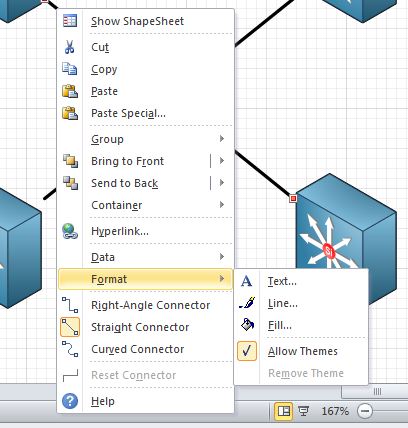 Show ShapeSheet
Cut
Copy
Paste
Paste Special...
Group
Bring to Front
Send to Back
Container
Hyperlink...
Data
Format
Right-Angle Connector
Straight Connector
Curved Connector
Reset Connector
Help
Text...
Line...
Fill...
Allow Themes
Remove Theme
167%